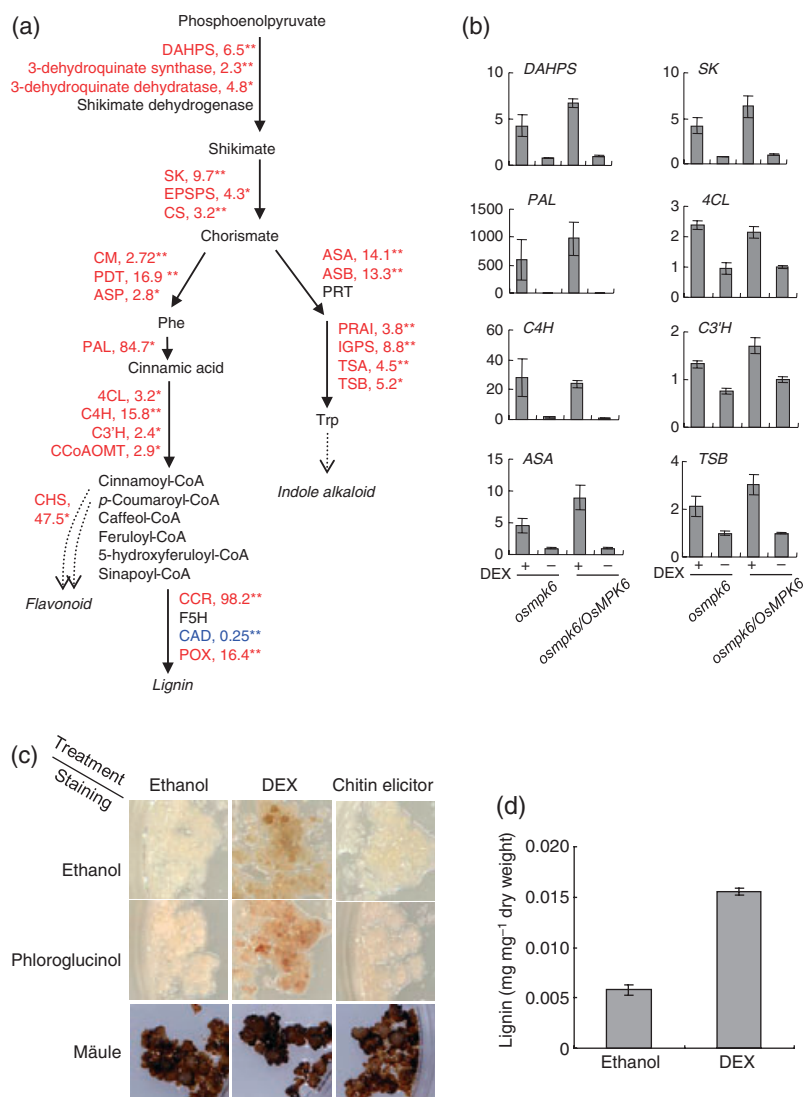 (a)
Phosphoenolpyruvate
DAHPS, 6.5**
3-dehydroquinate synthase, 2.3**
3-dehydroquinate dehydratase, 4.8*
Shikimate dehydrogenase
Shikimate
SK, 9.7**
EPSPS, 4.3*
CS, 3.2**
Chorismate
CM, 2.72**
PDT, 16.9 **
ASP, 2.8*
ASA, 14.1**
ASB, 13.3**
PRT
Phe
PAL, 84.7*
Cinnamic acid
PRAI, 3.8**
IGPS, 8.8**
TSA, 4.5**
TSB, 5.2*
Trp
Indole alkaloid
4CL, 3.2*
C4H, 15.8**
C3'H, 2.4*
CCoAOMT, 2.9*
CHS,
47.5*
Cinnamoyl-CoA
p-Coumaroyl-CoA
Caffeol-CoA
Feruloyl-CoA
5-hydroxyferuloyl-CoA
Sinapoyl-CoA
Flavonoid
CCR, 98.2**
F5H
CAD, 0.25**
POX, 16.4**
Lignin
(b)
DAHPS
10
5
0
SK
10
5
0
PAL
1500
1000
500
0
4CL
3
2
1
0
C4H
60
40
20
0
C3'H
3
2
1
0
ASA
15
10
5
0
DEX + − + −
osmpk6
osmpk6/OsMPK6
TSB
4
2
0
DEX + − + −
osmpk6
osmpk6/OsMPK6
(c)
Treatment
Staining
Ethanol DEX Chitin elicitor
Ethanol
Phloroglucinol
Mäule
(d)
Lignin (mg mg⁻¹ dry weight)
0.020
0.015
0.010
0.005
0
Ethanol DEX